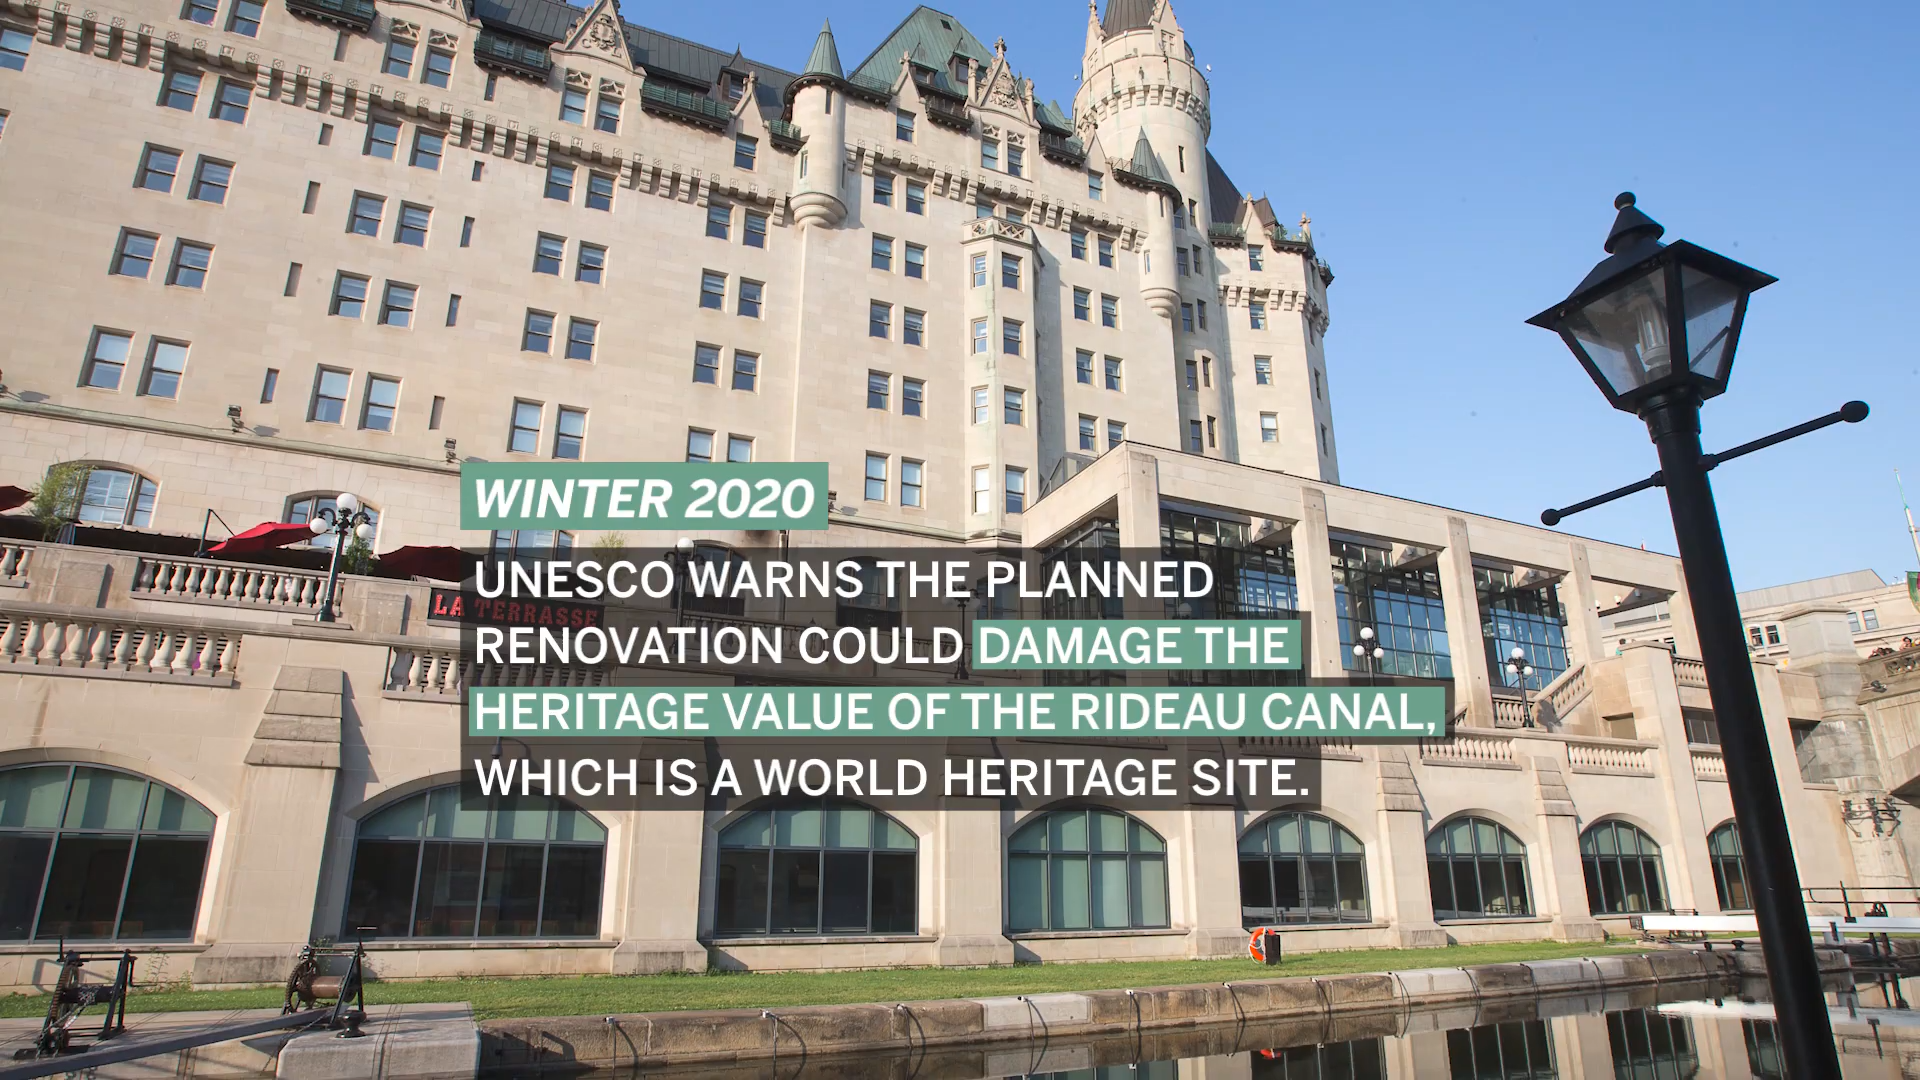 WINTER 2020
UNESCO WARNS THE PLANNED
RENOVATION COULD DAMAGE THE
HERITAGE VALUE OF THE RIDEAU CANAL,
WHICH IS A WORLD HERITAGE SITE.
LA TERRASSE